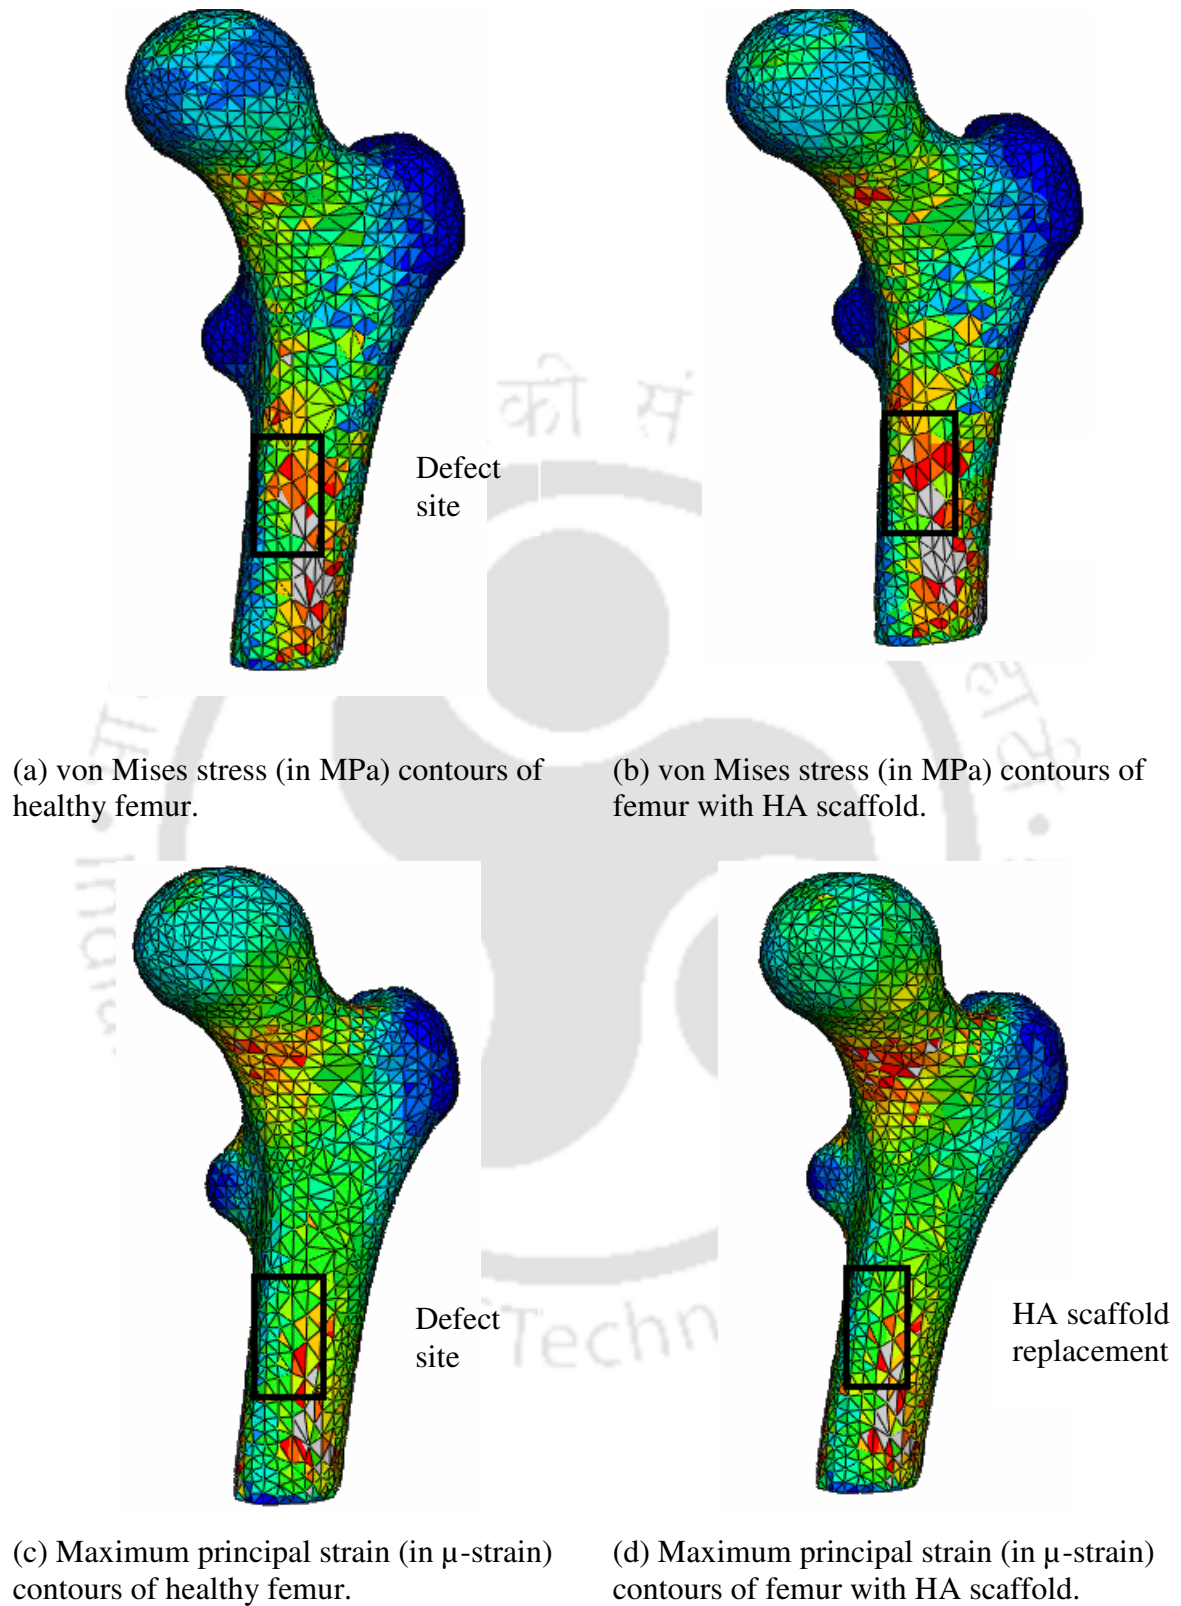 की सं
Defect
site
(a) von Mises stress (in MPa) contours of
healthy femur.
(b) von Mises stress (in MPa) contours of
femur with HA scaffold.
Defect
site
HA scaffold
replacement
Techn
(c) Maximum principal strain (in µ-strain)
contours of healthy femur.
(d) Maximum principal strain (in µ-strain)
contours of femur with HA scaffold.